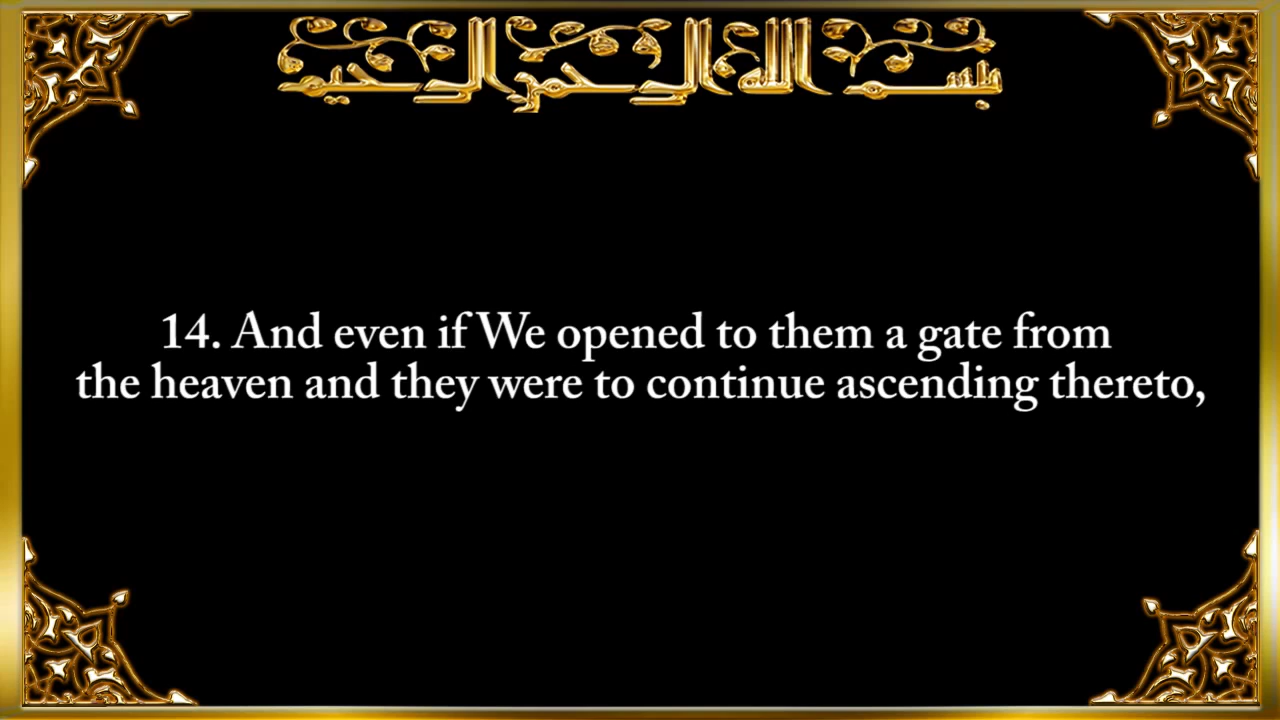 بسم الله الرحمن الرحيم
14. And even if We opened to them a gate from
the heaven and they were to continue ascending thereto,